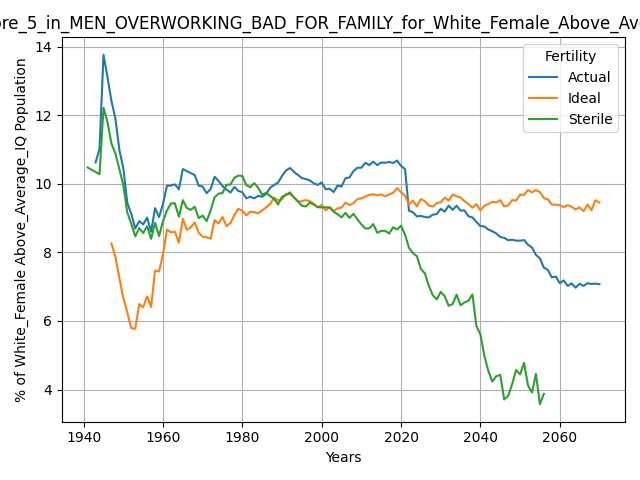 ore_5_in_MEN_OVERWORKING_BAD_FOR_FAMILY_for_White_Female_Above_Ave
% of White_Female Above_Average_IQ Population
14
12
10
8
6
4
Fertility
Actual
Ideal
Sterile
1940 1960 1980 2000 2020 2040 2060
Years